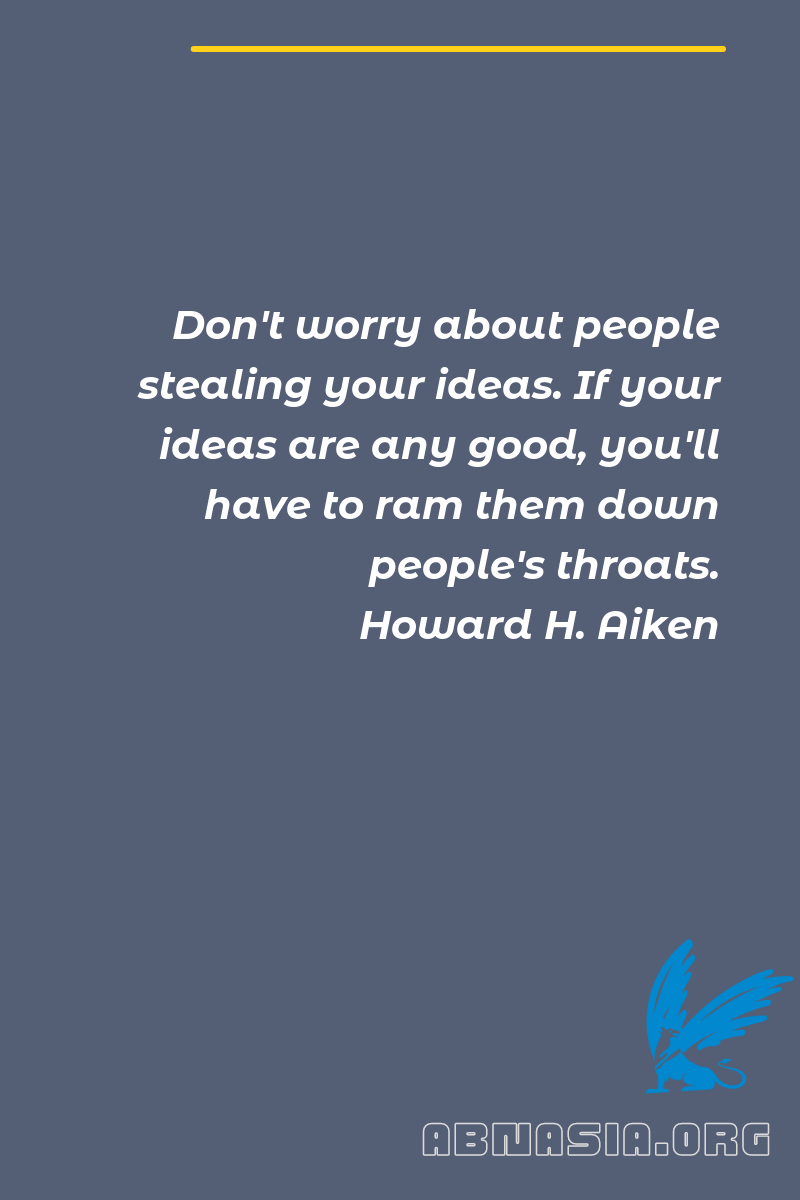 Don't worry about people
stealing your ideas. If your
ideas are any good, you'll
have to ram them down
people's throats.
Howard H. Aiken
ABNASIA.ORG